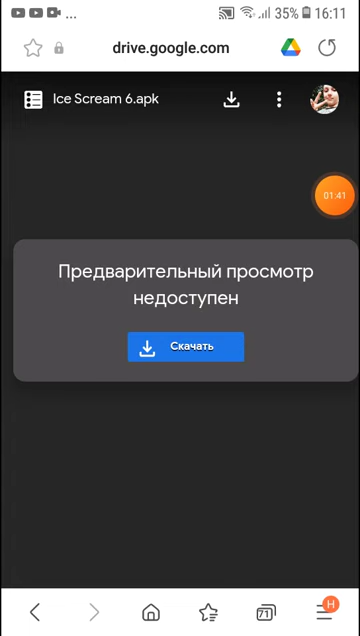 ... 35% 16:11
drive.google.com
Ice Scream 6.apk
01:41
Предварительный просмотр
недоступен
Скачать
71
H